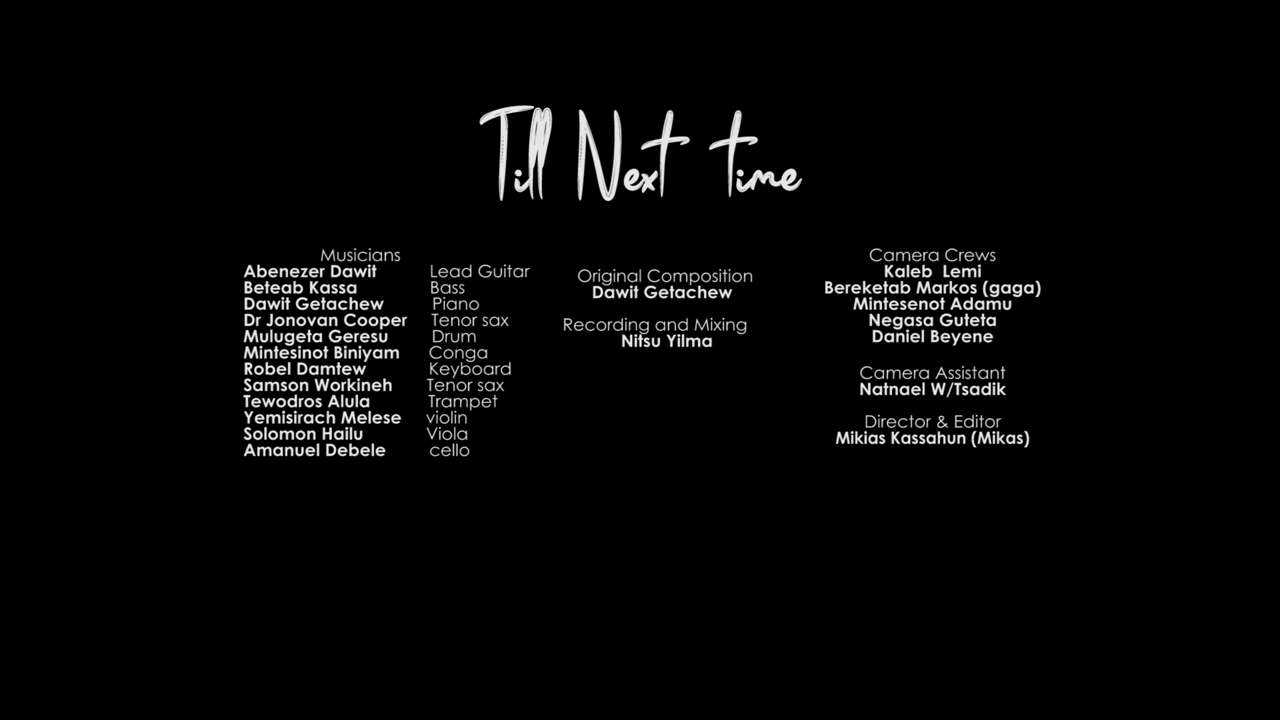 Till Next time
Musicians
Abenezer Dawit Lead Guitar
Beteab Kassa Bass
Dawit Getachew Piano
Dr Jonovan Cooper Tenor sax
Mulugeta Geresu Drum
Mintesinot Biniyam Conga
Robel Damtew Keyboard
Samson Workineh Tenor sax
Tewodros Alula Trampet
Yemisirach Melese violin
Solomon Hailu Viola
Amanuel Debele cello
Original Composition
Dawit Getachew
Recording and Mixing
Nitsu Yilma
Camera Crews
Kaleb Lemi
Bereketab Markos (gaga)
Mintesenot Adamu
Negasa Guteta
Daniel Beyene
Camera Assistant
Natnael W/Tsadik
Director & Editor
Mikias Kassahun (Mikas)